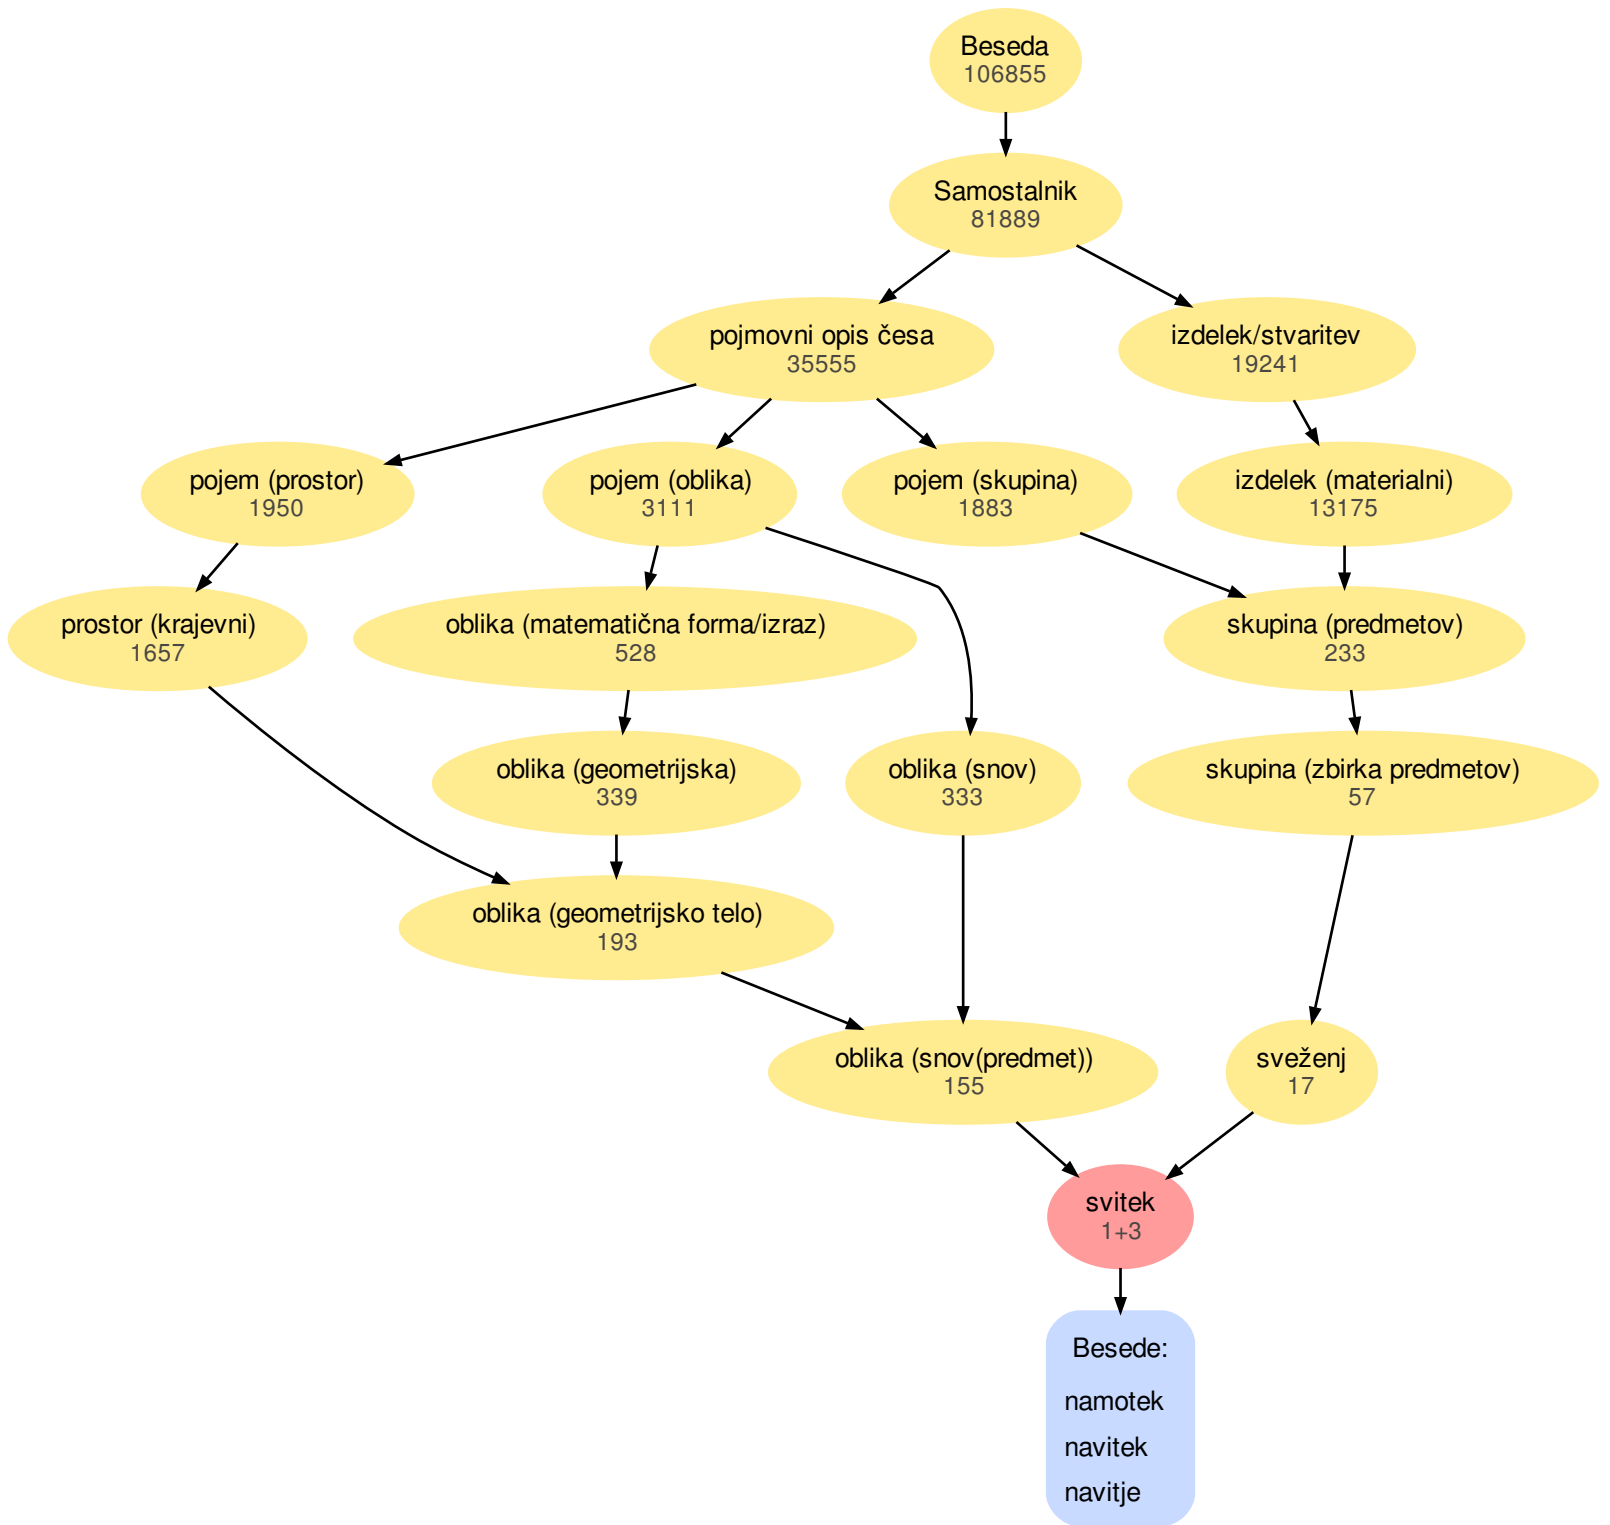 Beseda
106855
Samostalnik
81889
pojmovni opis česa
35555
izdelek/stvaritev
19241
pojem (prostor)
1950
pojem (oblika)
3111
pojem (skupina)
1883
izdelek (materialni)
13175
prostor (krajevni)
1657
oblika (matematična forma/izraz)
528
skupina (predmetov)
233
oblika (geometrijska)
339
oblika (snov)
333
skupina (zbirka predmetov)
57
oblika (geometrijsko telo)
193
oblika (snov(predmet))
155
sveženj
17
svitek
1+3
Besede:
namotek
navitek
navitje